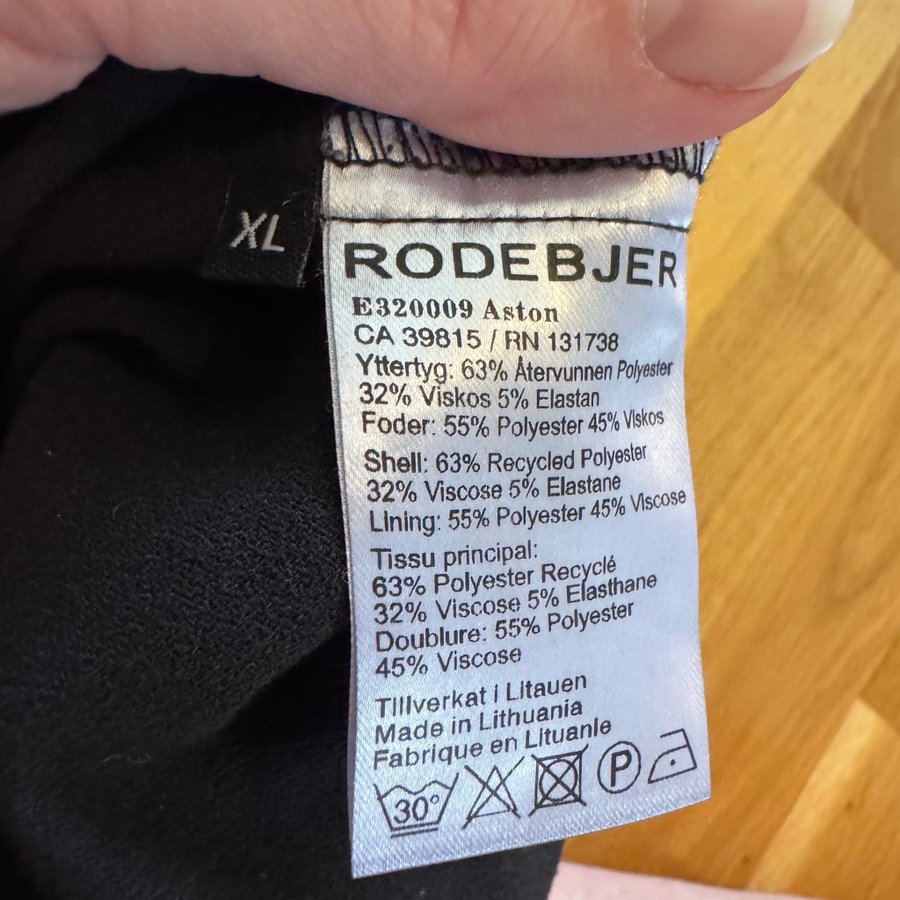 XL
RODEBJER
E320009 Aston
CA 39815 / RN 131738
Yttertyg: 63% Återvunnen Polyester
32% Viskos 5% Elastan
Foder: 55% Polyester 45% Viskos
Shell: 63% Recycled Polyester
32% Viscose 5% Elastane
Lining: 55% Polyester 45% Viscose
Tissu principal:
63% Polyester Recyclé
32% Viscose 5% Elasthane
Doublure: 55% Polyester
45% Viscose
Tillverkat i Litauen
Made in Lithuania
Fabrique en Lituanie
30° P